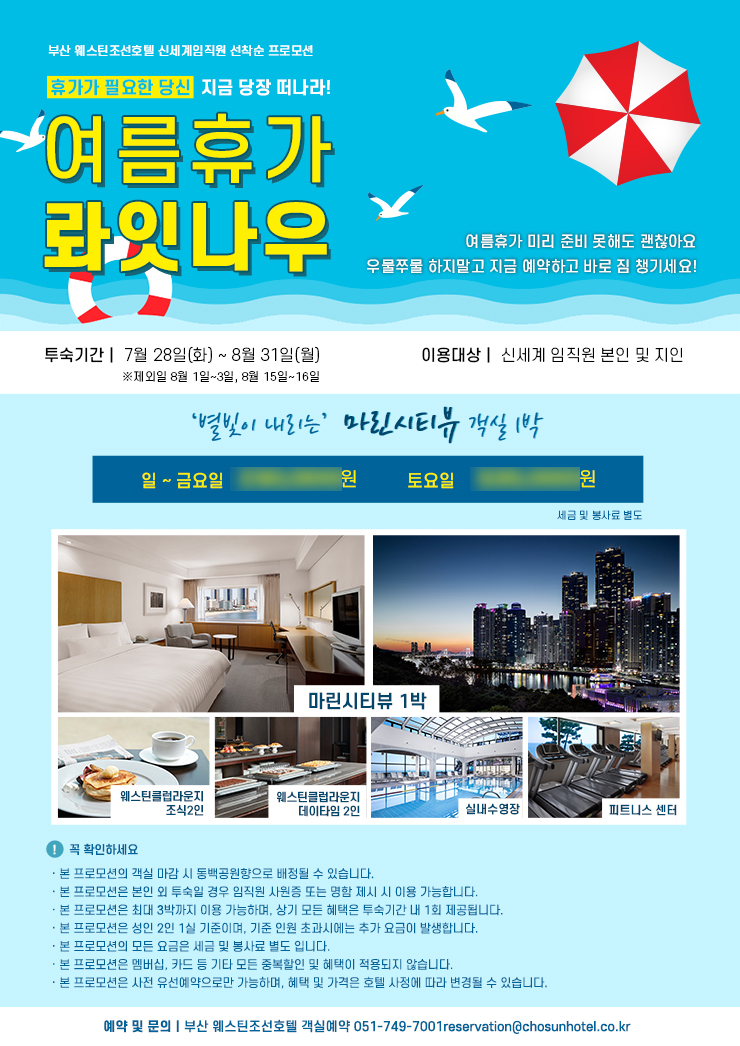 부산 웨스틴조선호텔 신세계임직원 선착순 프로모션
휴가가 필요한 당신 지금 당장 떠나라!
여름휴가
롸잇나우
여름휴가 미리 준비 못해도 괜찮아요
우물쭈물 하지말고 지금 예약하고 바로 짐 챙기세요!
투숙기간 | 7월 28일(화) ~ 8월 31일(월)
※제외일 8월 1일~3일, 8월 15일~16일
이용대상 | 신세계 임직원 본인 및 지인
‘별빛이 내리는’ 마린시티뷰 객실 1박
일 ~ 금요일 원 토요일 원
세금 및 봉사료 별도
마린시티뷰 1박
웨스틴클럽라운지
조식2인
웨스틴클럽라운지
데이타임 2인
실내수영장
피트니스 센터
! 꼭 확인하세요
· 본 프로모션의 객실 마감 시 동백공원향으로 배정될 수 있습니다.
· 본 프로모션은 본인 외 투숙일 경우 임직원 사원증 또는 명함 제시 시 이용 가능합니다.
· 본 프로모션은 최대 3박까지 이용 가능하며, 상기 모든 혜택은 투숙기간 내 1회 제공됩니다.
· 본 프로모션은 성인 2인 1실 기준이며, 기준 인원 초과시에는 추가 요금이 발생합니다.
· 본 프로모션의 모든 요금은 세금 및 봉사료 별도 입니다.
· 본 프로모션은 멤버십, 카드 등 기타 모든 중복할인 및 혜택이 적용되지 않습니다.
· 본 프로모션은 사전 유선예약으로만 가능하며, 혜택 및 가격은 호텔 사정에 따라 변경될 수 있습니다.
예약 및 문의 | 부산 웨스틴조선호텔 객실예약 051-749-7001reservation@chosunhotel.co.kr